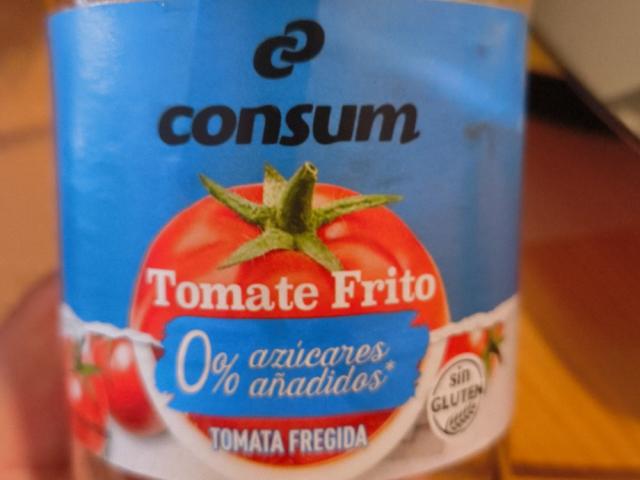 consum
Tomate Frito
0% azúcares
añadidos*
TOMATA FREGIDA
sin
GLUTEN